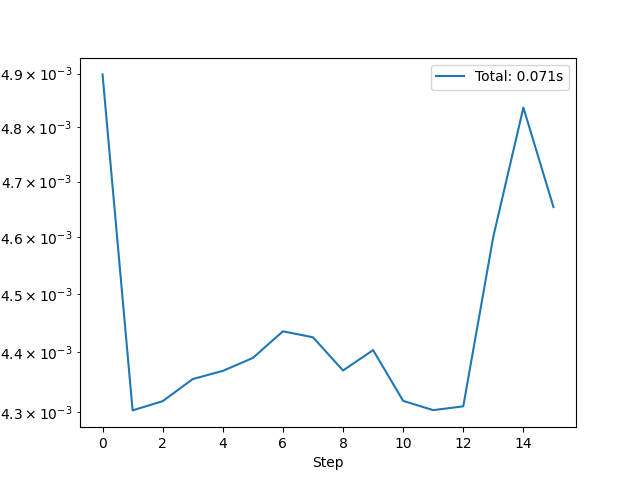 Total: 0.071s
4.9 × 10⁻³
4.8 × 10⁻³
4.7 × 10⁻³
4.6 × 10⁻³
4.5 × 10⁻³
4.4 × 10⁻³
4.3 × 10⁻³
0 2 4 6 8 10 12 14
Step